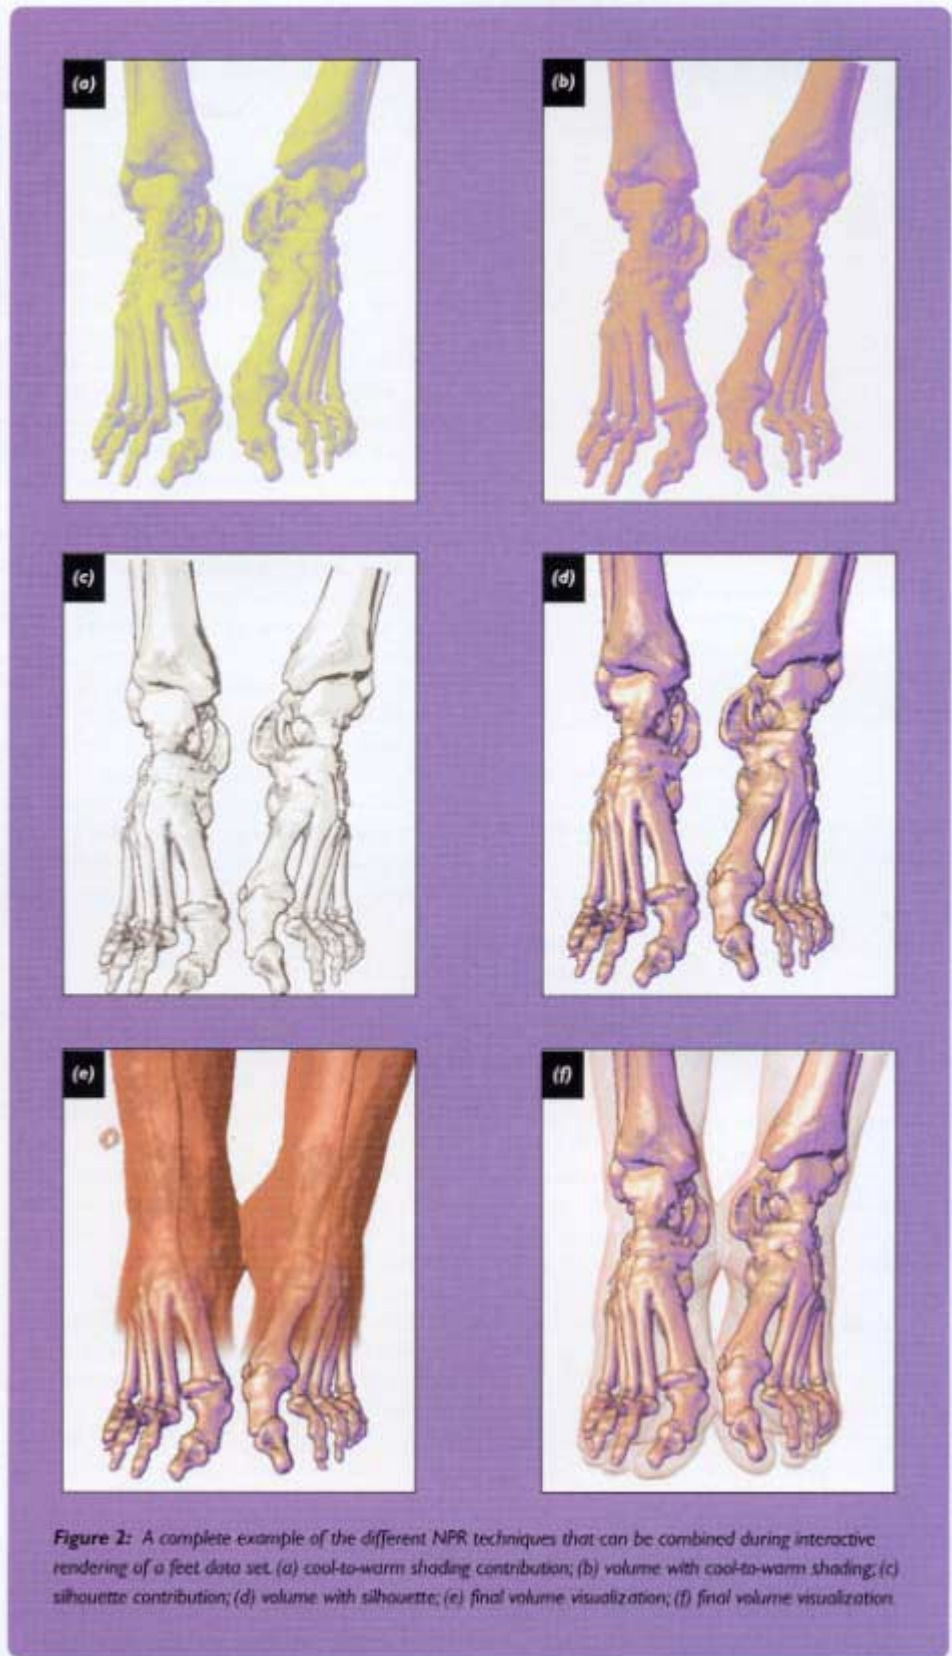 (a)
(b)
(c)
(d)
(e)
(f)
Figure 2: A complete example of the different NPR techniques that can be combined during interactive
rendering of a feet data set. (a) cool-to-warm shading contribution; (b) volume with cool-to-warm shading; (c)
silhouette contribution; (d) volume with silhouette; (e) final volume visualization; (f) final volume visualization.